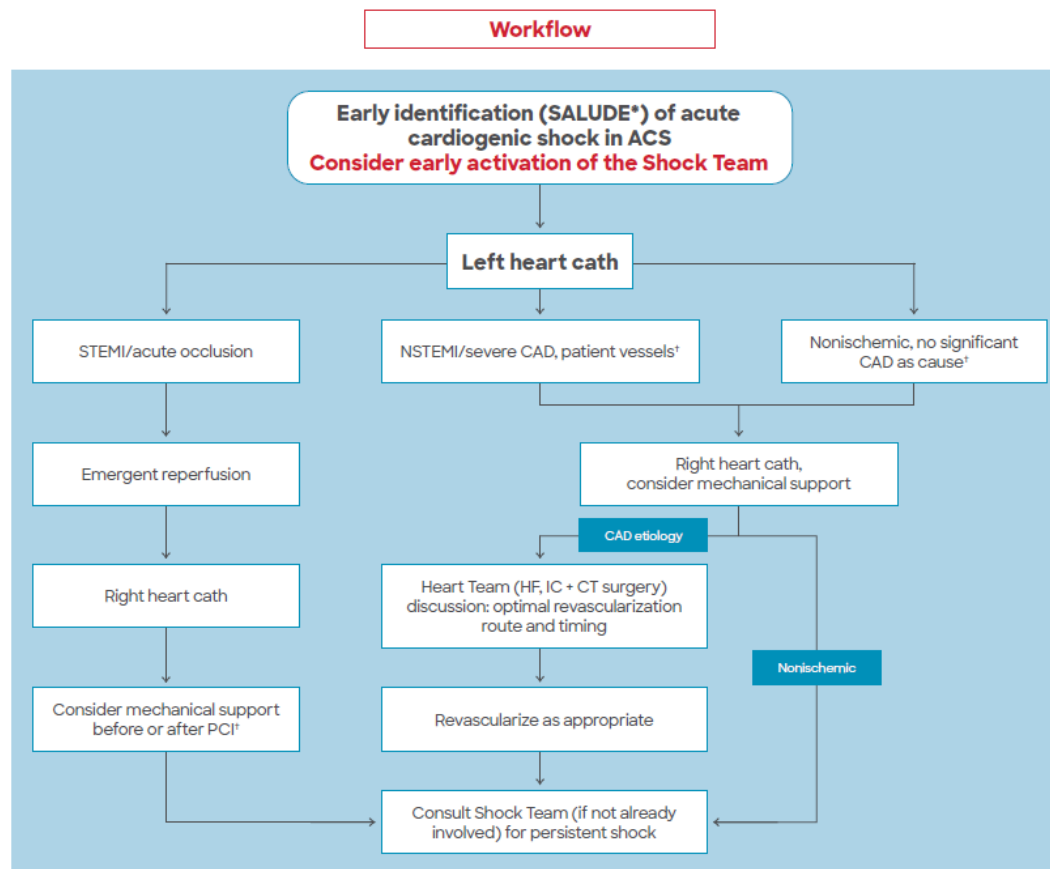 Workflow
Early identification (SALUDE*) of acute
cardiogenic shock in ACS
Consider early activation of the Shock Team
Left heart cath
STEMI/acute occlusion
NSTEMI/severe CAD, patient vessels†
Nonischemic, no significant
CAD as cause†
Emergent reperfusion
Right heart cath,
consider mechanical support
CAD etiology
Right heart cath
Heart Team (HF, IC + CT surgery)
discussion: optimal revascularization
route and timing
Nonischemic
Consider mechanical support
before or after PCI†
Revascularize as appropriate
Consult Shock Team (if not already
involved) for persistent shock